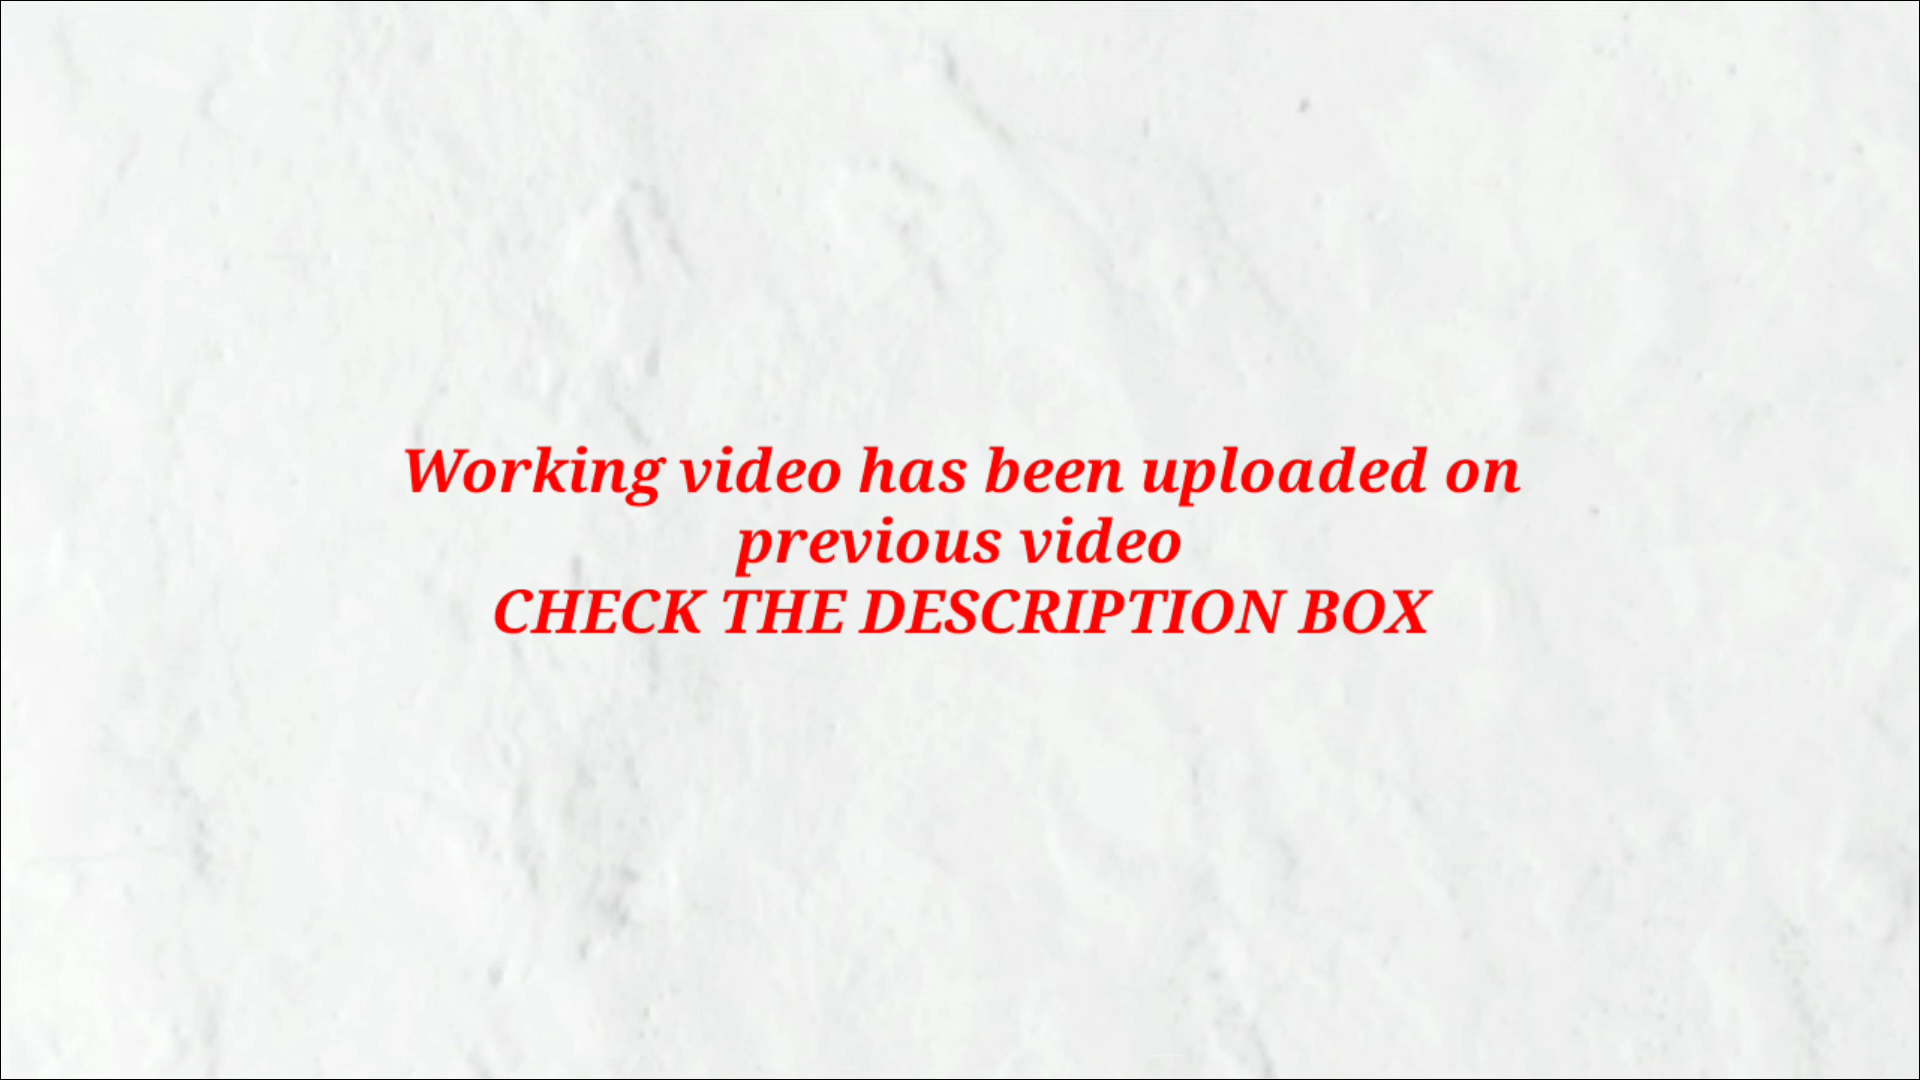 Working video has been uploaded on
previous video
CHECK THE DESCRIPTION BOX